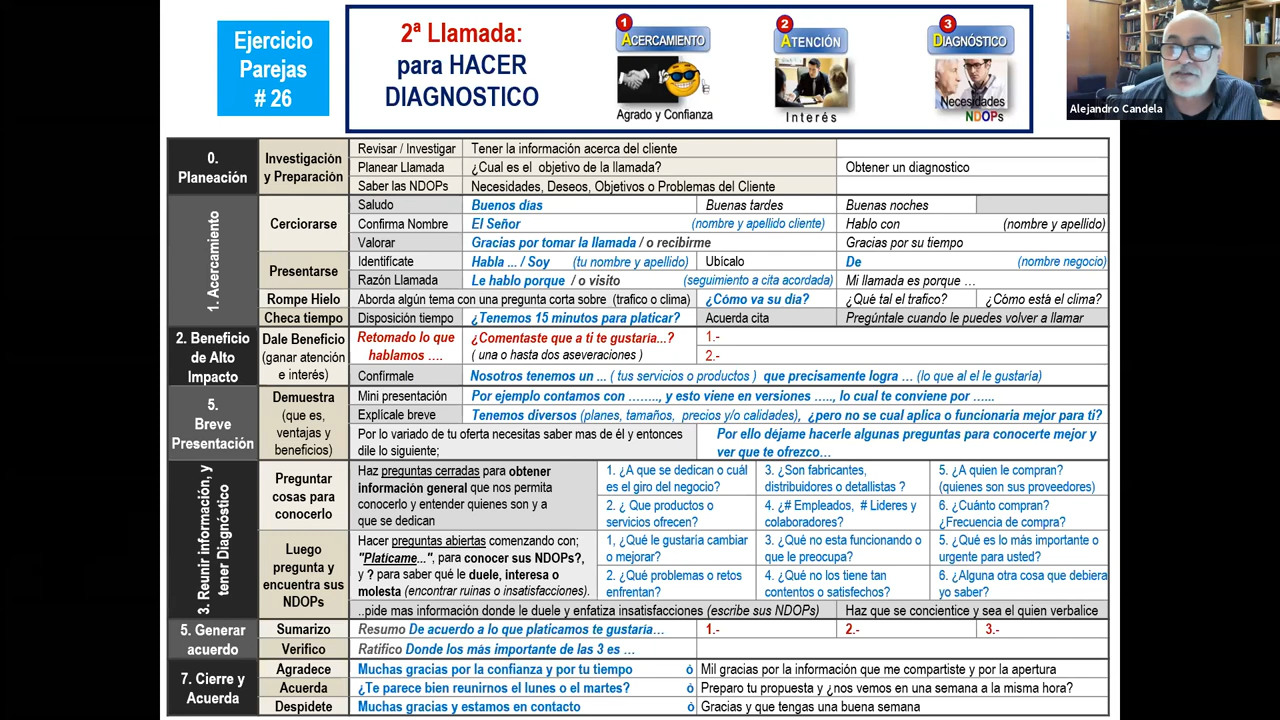 Ejercicio
Parejas
# 26
2ª Llamada:
para HACER
DIAGNOSTICO
1
ACERCAMIENTO
Agrado y Confianza
2
ATENCIÓN
Interés
3
DIAGNÓSTICO
Necesidades
NDOPs
Alejandro Candela
0.
Planeación
Investigación
y Preparación
Revisar / Investigar
Tener la información acerca del cliente
Planear Llamada
¿Cual es el objetivo de la llamada?
Obtener un diagnostico
Saber las NDOPs
Necesidades, Deseos, Objetivos o Problemas del Cliente
1. Acercamiento
Cerciorarse
Saludo
Buenos días
Buenas tardes
Buenas noches
Confirma Nombre
El Señor (nombre y apellido cliente)
Hablo con (nombre y apellido)
Valorar
Gracias por tomar la llamada / o recibirme
Gracias por su tiempo
Presentarse
Identifícate
Habla ... / Soy (tu nombre y apellido)
Ubícalo
De (nombre negocio)
Razón Llamada
Le hablo porque / o visito (seguimiento a cita acordada)
Mi llamada es porque ...
Rompe Hielo
Aborda algún tema con una pregunta corta sobre (trafico o clima)
¿Cómo va su día?
¿Qué tal el trafico?
¿Cómo está el clima?
Checa tiempo
Disposición tiempo
¿Tenemos 15 minutos para platicar?
Acuerda cita
Pregúntale cuando le puedes volver a llamar
2. Beneficio
de Alto
Impacto
Dale Beneficio
(ganar atención
e interés)
Retomado lo que
hablamos ....
¿Comentaste que a ti te gustaría...?
( una o hasta dos aseveraciones )
1.-
2.-
Confirmale
Nosotros tenemos un ... ( tus servicios o productos ) que precisamente logra ... (lo que al el le gustaría)
5.
Breve
Presentación
Demuestra
(que es,
ventajas y
beneficios)
Mini presentación
Por ejemplo contamos con …….., y esto viene en versiones ….., lo cual te conviene por …...
Explícale breve
Tenemos diversos (planes, tamaños, precios y/o calidades), ¿pero no se cual aplica o funcionaria mejor para ti?
Por lo variado de tu oferta necesitas saber mas de él y entonces
dile lo siguiente;
Por ello déjame hacerle algunas preguntas para conocerte mejor y
ver que te ofrezco…
3. Reunir información, y
tener Diagnóstico
Preguntar
cosas para
conocerlo
Haz preguntas cerradas para obtener
información general que nos permita
conocerlo y entender quienes son y a
que se dedican
1. ¿A que se dedican o cuál
es el giro del negocio?
3. ¿Son fabricantes,
distribuidores o detallistas ?
5. ¿A quien le compran?
(quienes son sus proveedores)
2. ¿ Que productos o
servicios ofrecen?
4. ¿# Empleados, # Lideres y
colaboradores?
6. ¿Cuánto compran?
¿Frecuencia de compra?
Luego
pregunta y
encuentra sus
NDOPs
Hacer preguntas abiertas comenzando con;
"Platícame...", para conocer sus NDOPs?,
y ? para saber qué le duele, interesa o
molesta (encontrar ruinas o insatisfacciones).
1, ¿Qué le gustaría cambiar
o mejorar?
3. ¿Qué no esta funcionando o
que le preocupa?
5. ¿Qué es lo más importante o
urgente para usted?
2. ¿Qué problemas o retos
enfrentan?
4. ¿Qué no los tiene tan
contentos o satisfechos?
6. ¿Alguna otra cosa que debiera
yo saber?
..pide mas información donde le duele y enfatiza insatisfacciones (escribe sus NDOPs)
Haz que se concientice y sea el quien verbalice
5. Generar
acuerdo
Sumarizo
Resumo De acuerdo a lo que platicamos te gustaría…
1.-
2.-
3.-
Verifico
Ratífico Donde los más importante de las 3 es …
7. Cierre y
Acuerda
Agradece
Muchas gracias por la confianza y por tu tiempo
ó
Mil gracias por la información que me compartiste y por la apertura
Acuerda
¿Te parece bien reunirnos el lunes o el martes?
ó
Preparo tu propuesta y ¿nos vemos en una semana a la misma hora?
Despidete
Muchas gracias y estamos en contacto
ó
Gracias y que tengas una buena semana